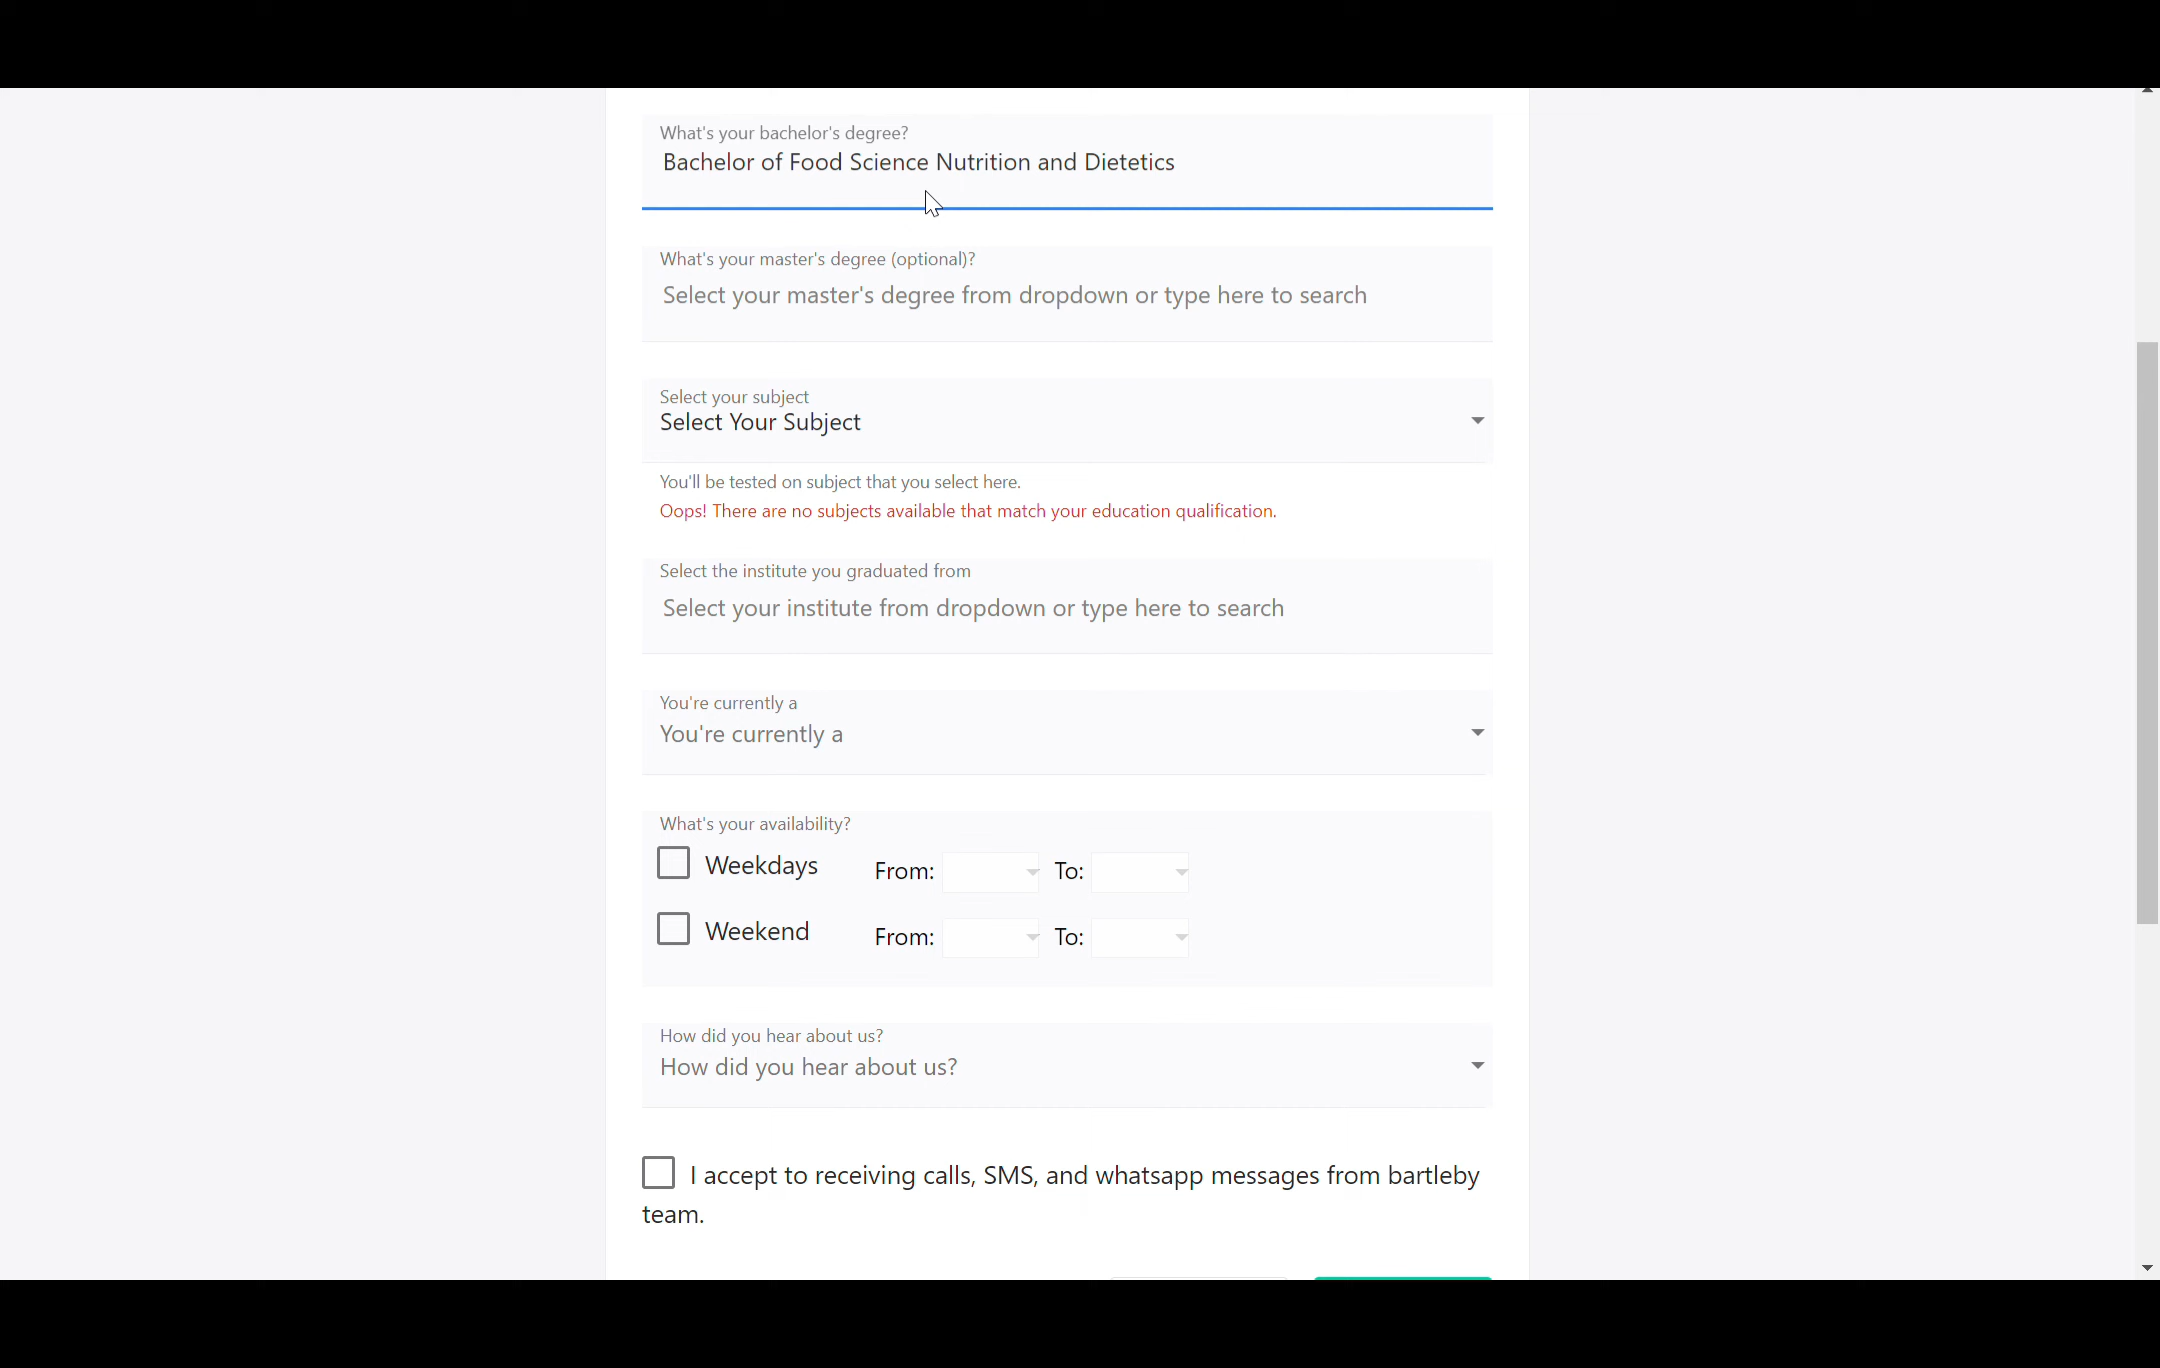 What's your bachelor's degree?
Bachelor of Food Science Nutrition and Dietetics
What's your master's degree (optional)?
Select your master's degree from dropdown or type here to search
Select your subject
Select Your Subject
You'll be tested on subject that you select here.
Oops! There are no subjects available that match your education qualification.
Select the institute you graduated from
Select your institute from dropdown or type here to search
You're currently a
You're currently a
What's your availability?
Weekdays From: To:
Weekend From: To:
How did you hear about us?
How did you hear about us?
I accept to receiving calls, SMS, and whatsapp messages from bartleby
team.